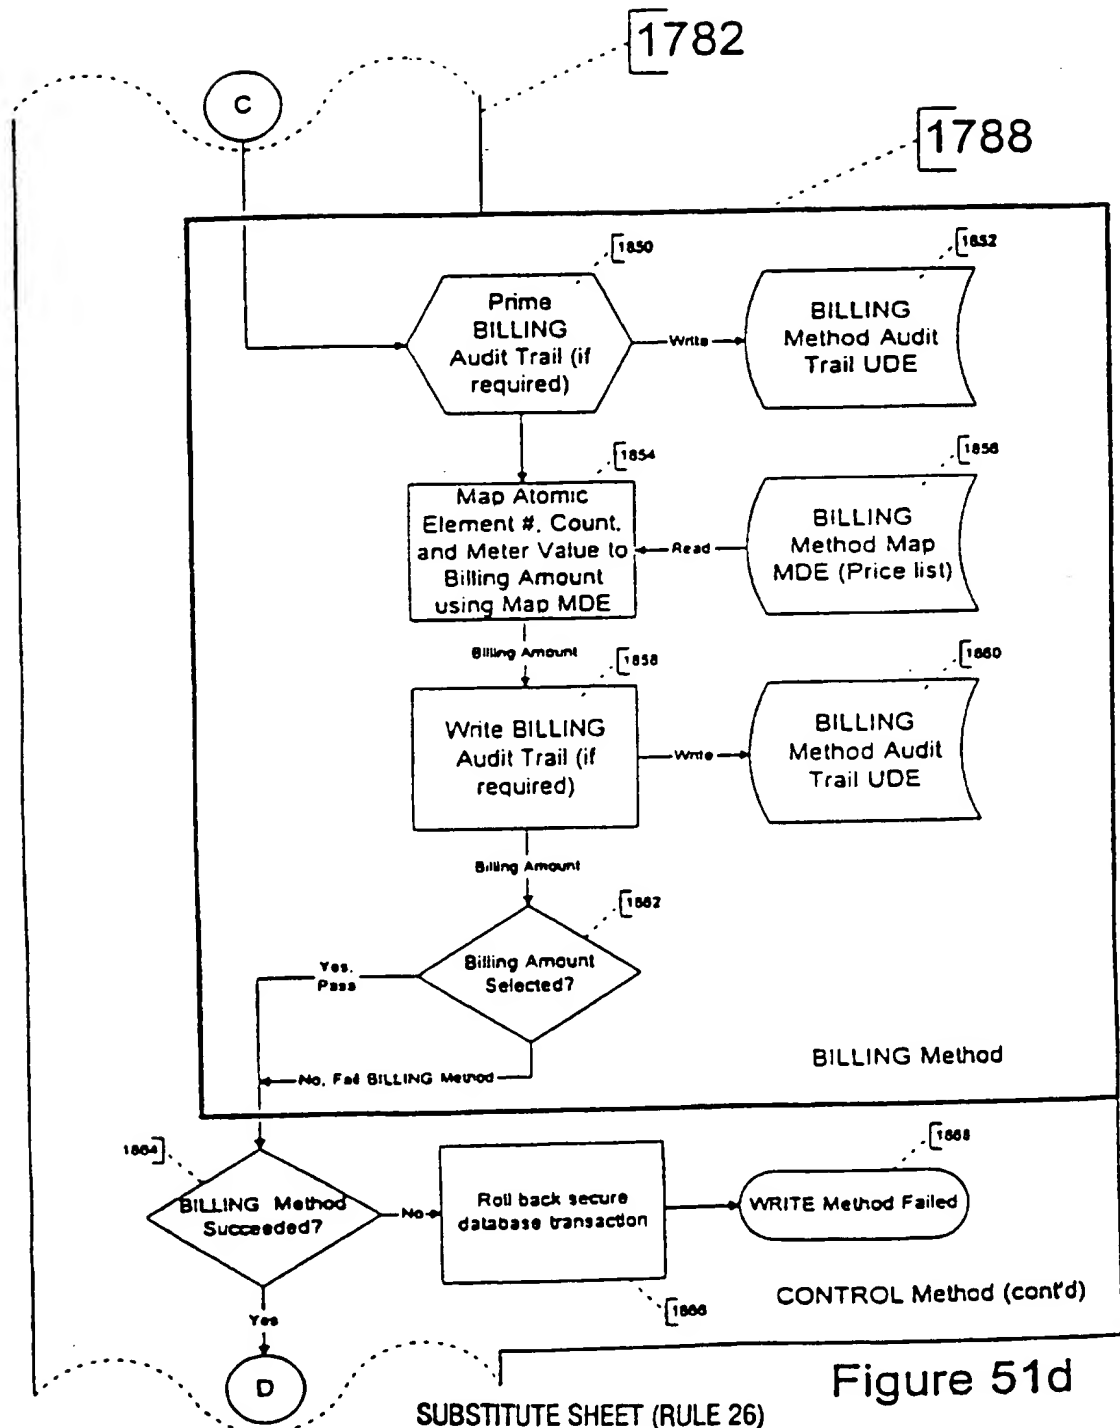 1782
C
1788
1850
Prime
BILLING
Audit Trail (if
required)
Write
1852
BILLING
Method Audit
Trail UDE
1854
Map Atomic
Element #, Count,
and Meter Value to
Billing Amount
using Map MDE
Read
1856
BILLING
Method Map
MDE (Price list)
Billing Amount
1858
Write BILLING
Audit Trail (if
required)
Write
1860
BILLING
Method Audit
Trail UDE
Billing Amount
1862
Billing Amount
Selected?
Yes,
Pass
No, Fail BILLING Method
BILLING Method
1864
BILLING Method
Succeeded?
No
Roll back secure
database transaction
1866
1868
WRITE Method Failed
CONTROL Method (cont'd)
Yes
D
Figure 51d
SUBSTITUTE SHEET (RULE 26)